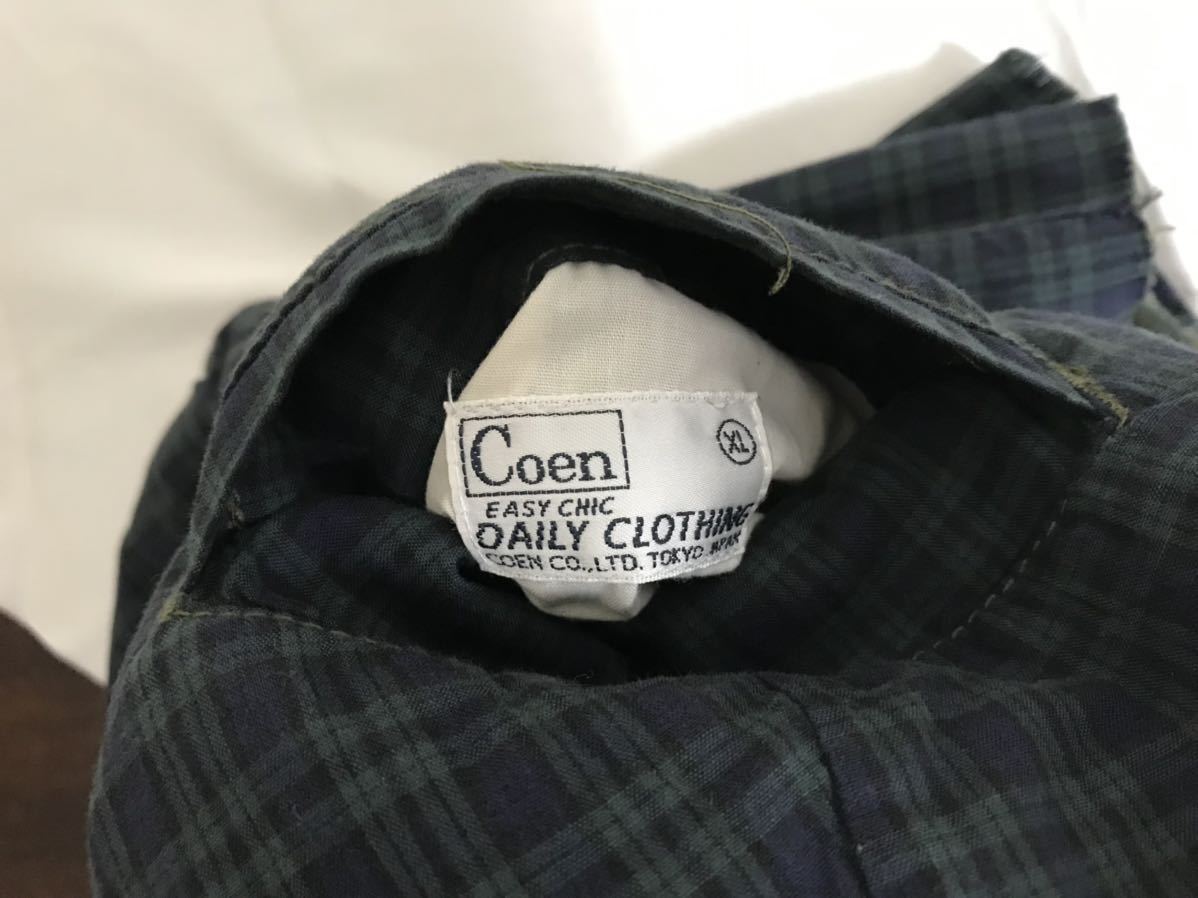 Coen
XL
EASY CHIC
DAILY CLOTHING
COEN CO., LTD. TOKYO JAPAN